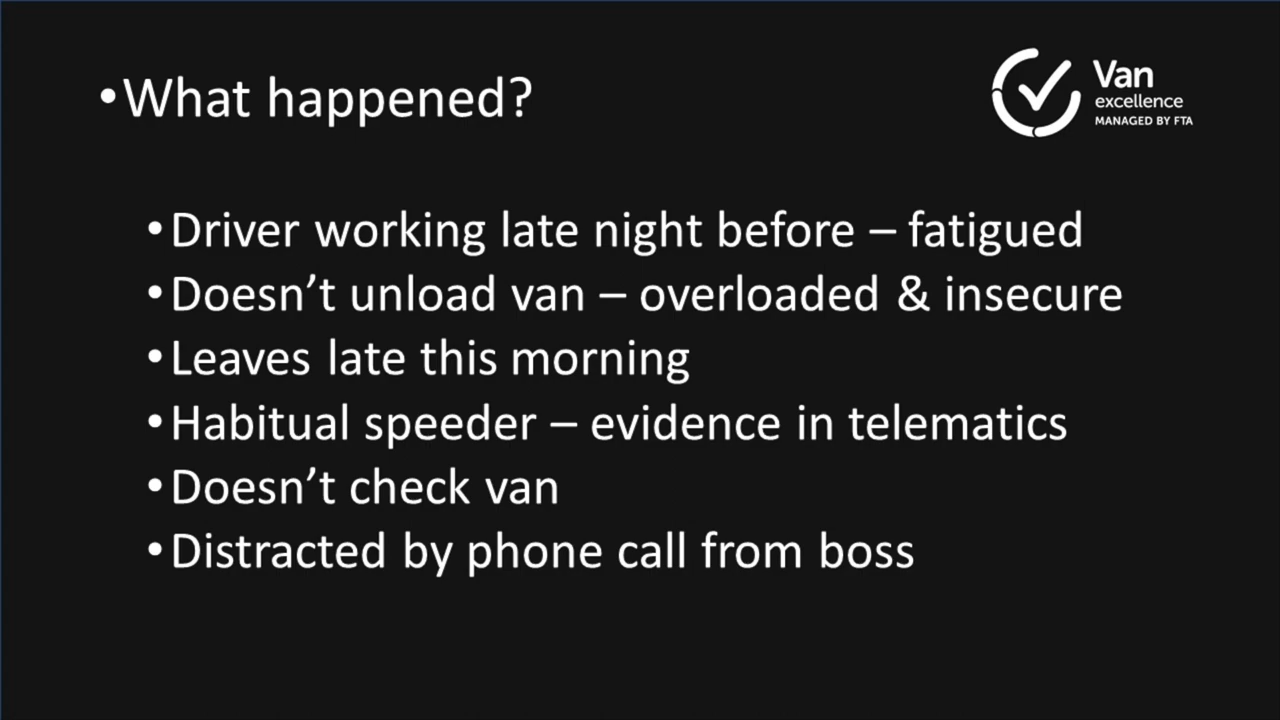 •What happened?
Van
excellence
MANAGED BY FTA
•Driver working late night before – fatigued
•Doesn’t unload van – overloaded & insecure
•Leaves late this morning
•Habitual speeder – evidence in telematics
•Doesn’t check van
•Distracted by phone call from boss